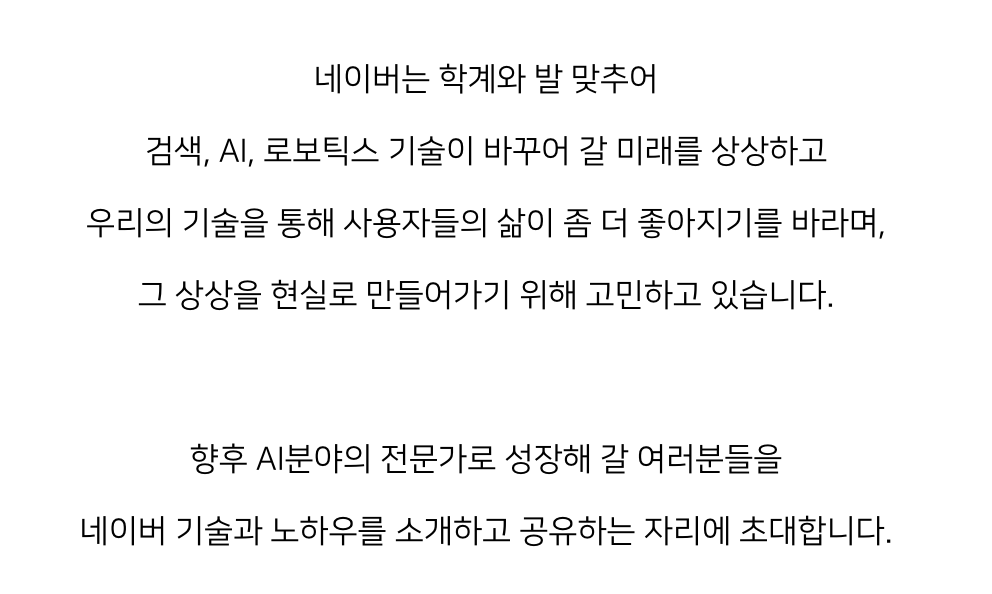 네이버는 학계와 발 맞추어
검색, AI, 로보틱스 기술이 바꾸어 갈 미래를 상상하고
우리의 기술을 통해 사용자들의 삶이 좀 더 좋아지기를 바라며,
그 상상을 현실로 만들어가기 위해 고민하고 있습니다.
향후 AI분야의 전문가로 성장해 갈 여러분들을
네이버 기술과 노하우를 소개하고 공유하는 자리에 초대합니다.